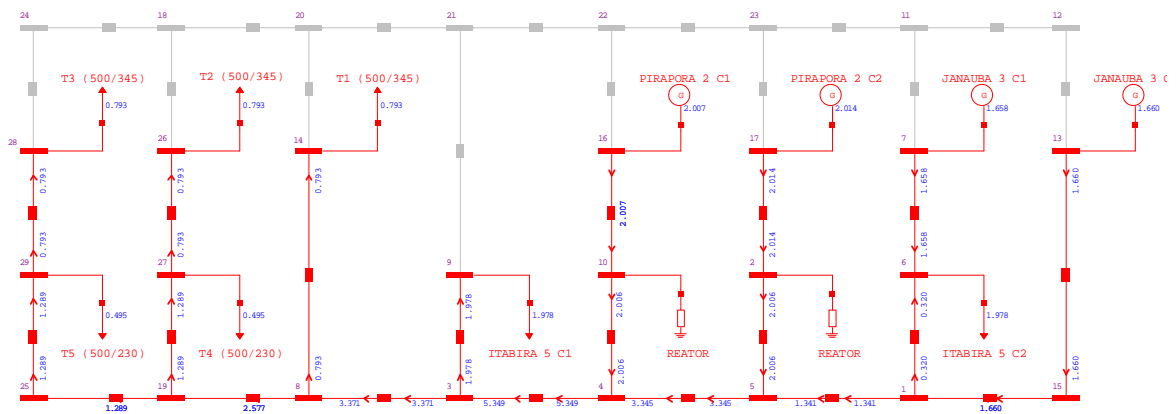 24 18 20 21 22 23 11 12
T3 (500/345) T2 (500/345) T1 (500/345) PIRAPORA 2 C1 PIRAPORA 2 C2 JANAUBA 3 C1 JANAUBA 3 C
G G G G
0.793 0.793 0.793 2.007 2.014 1.658 1.660
28 26 14 16 17 7 13
0.793 0.793 0.793 2.014 1.658 1.660
2.007
0.793 0.793 2.014 1.658
29 27 9 10 2 6
1.289 1.289 1.978 2.006 2.006 0.320
0.495 0.495 1.978 1.978
T5 (500/230) T4 (500/230) ITABIRA 5 C1 REATOR REATOR ITABIRA 5 C2
1.289 1.289 0.793 1.978 2.006 2.006 0.320 1.660
25 19 8 3 4 5 1 15
1.289 2.577 3.371 3.371 5.349 5.349 3.345 3.345 1.341 1.341 1.660